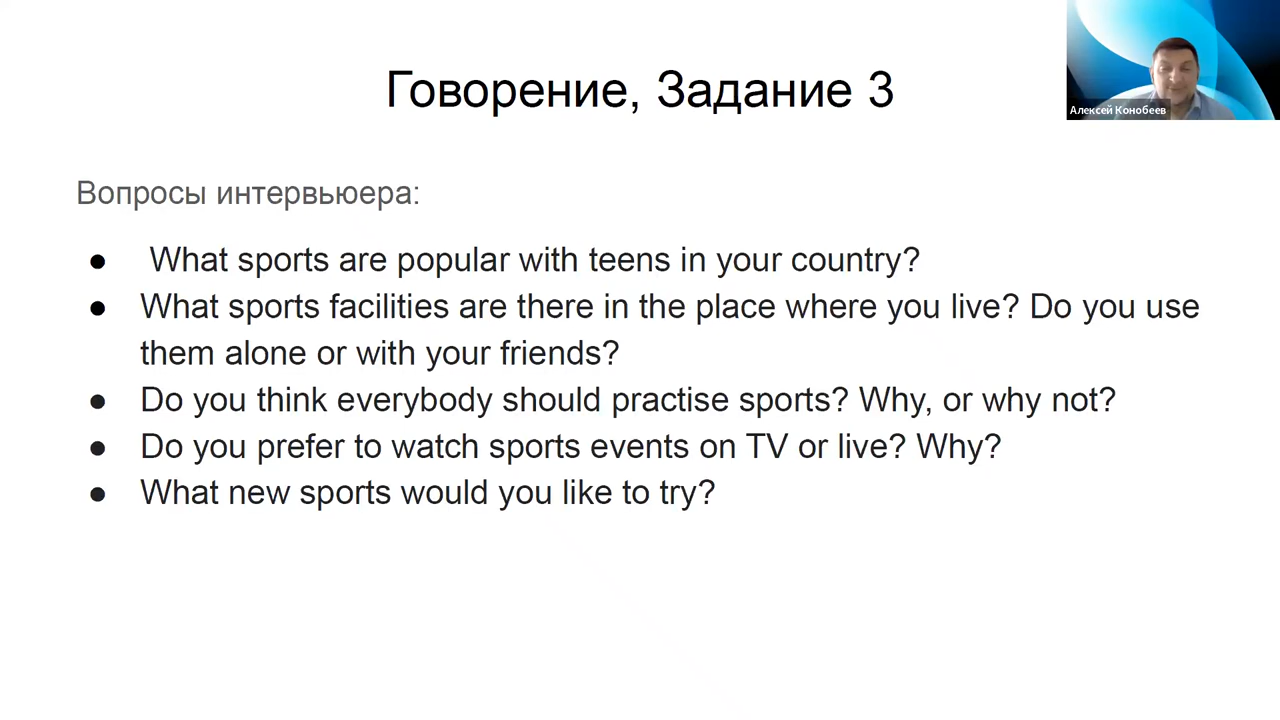 Говорение, Задание 3
Алексей Конобеев
Вопросы интервьюера:
● What sports are popular with teens in your country?
● What sports facilities are there in the place where you live? Do you use
them alone or with your friends?
● Do you think everybody should practise sports? Why, or why not?
● Do you prefer to watch sports events on TV or live? Why?
● What new sports would you like to try?